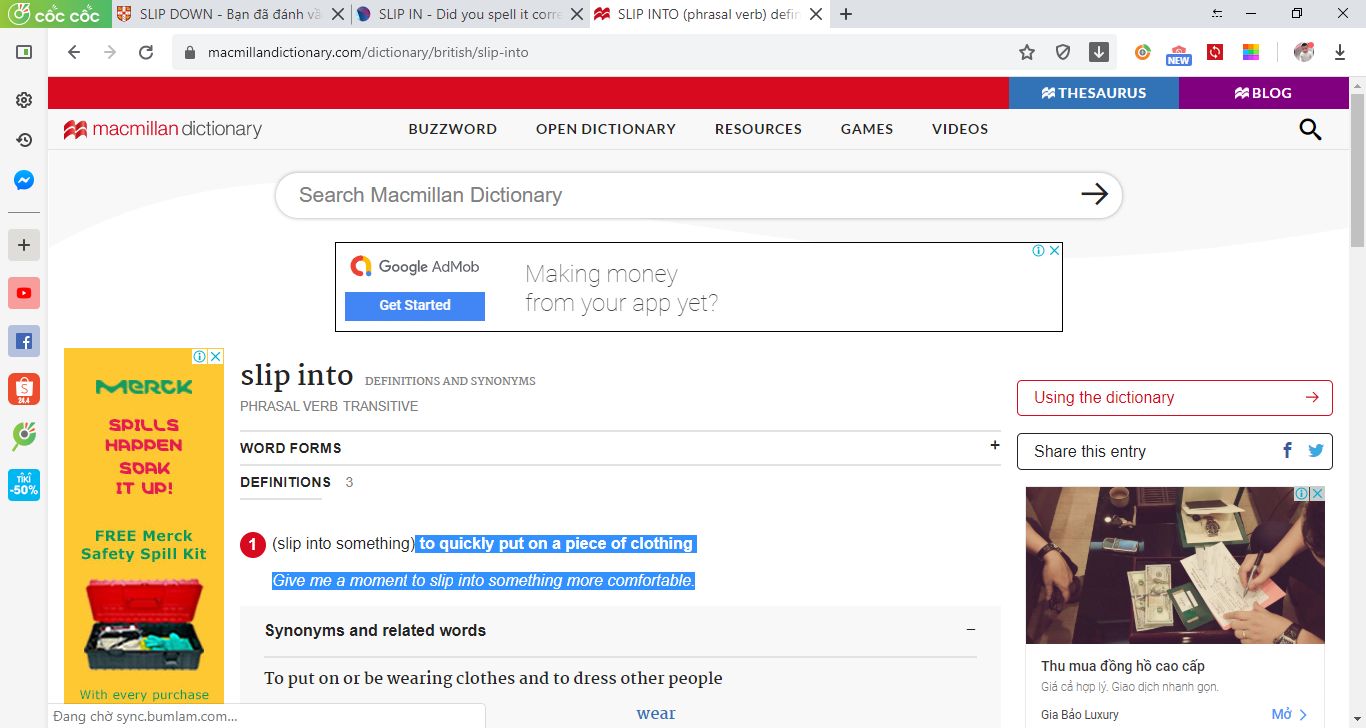 cốc cốc
SLIP DOWN - Bạn đã đánh vầ
SLIP IN - Did you spell it corre
SLIP INTO (phrasal verb) defin
macmillandictionary.com/dictionary/british/slip-into
NEW
THESAURUS
BLOG
macmillan dictionary
BUZZWORD
OPEN DICTIONARY
RESOURCES
GAMES
VIDEOS
Search Macmillan Dictionary
Google AdMob
Get Started
Making money
from your app yet?
MERCK
SPILLS
HAPPEN
SOAK
IT UP!
FREE Merck
Safety Spill Kit
With every purchase
24.4
TIKI
-50%
slip into DEFINITIONS AND SYNONYMS
PHRASAL VERB TRANSITIVE
WORD FORMS +
DEFINITIONS 3
1 (slip into something) to quickly put on a piece of clothing
Give me a moment to slip into something more comfortable.
Synonyms and related words –
To put on or be wearing clothes and to dress other people
wear
Using the dictionary
Share this entry
Thu mua đồng hồ cao cấp
Giá cả hợp lý. Giao dịch nhanh gọn.
Gia Bảo Luxury
Mở
Đang chờ sync.bumlam.com...